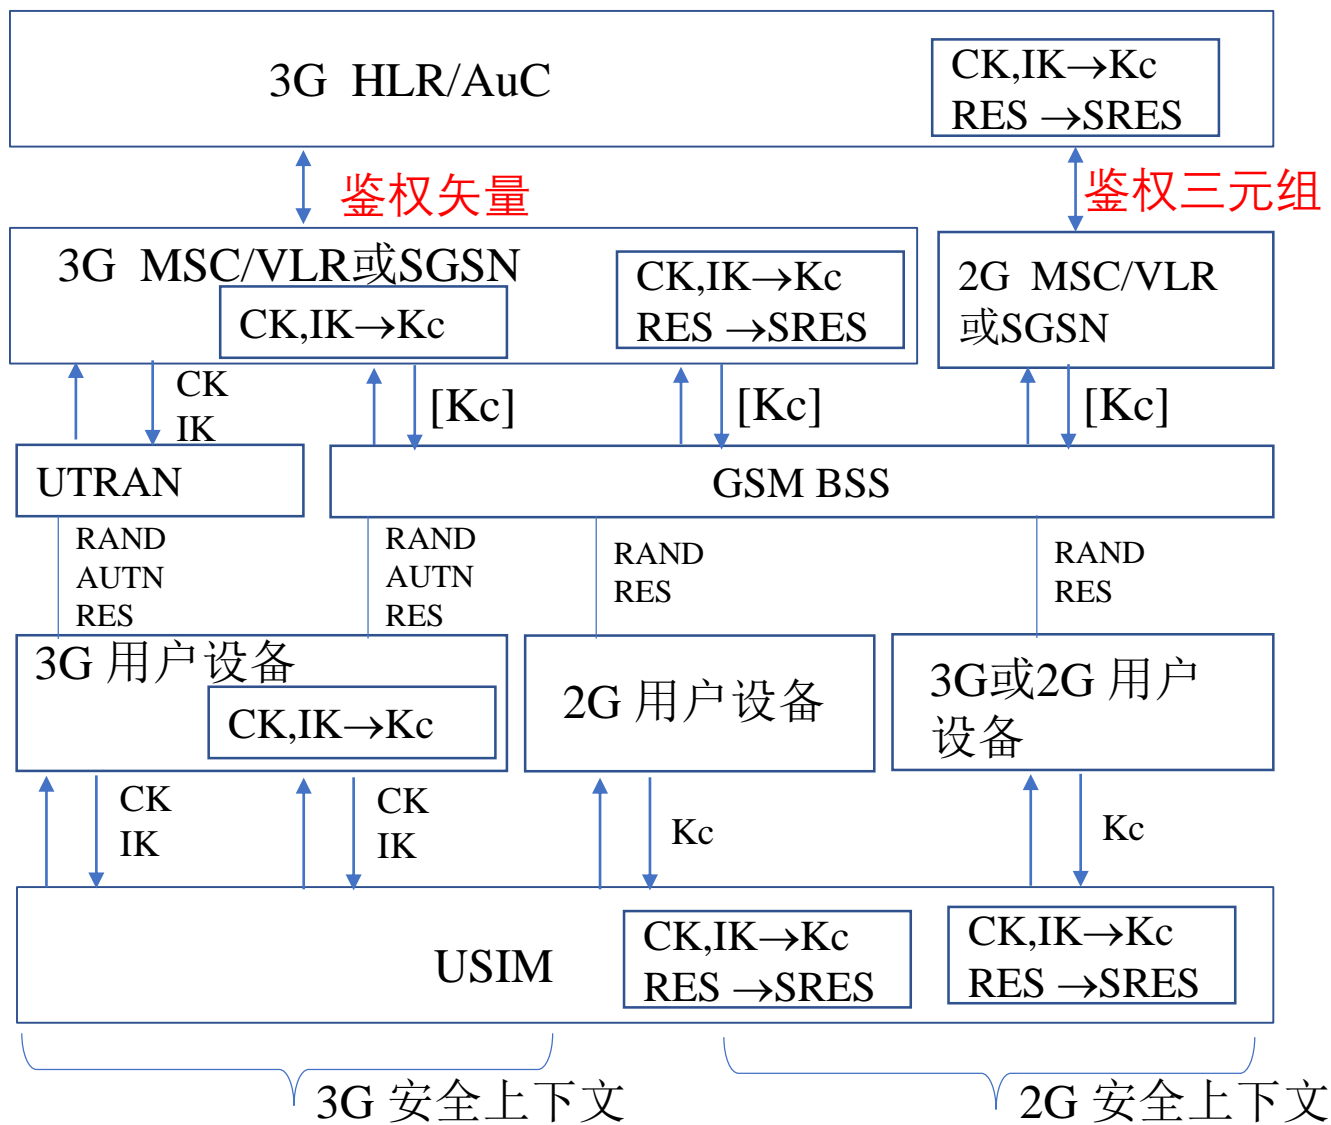 3G HLR/AuC
CK,IK→Kc
RES →SRES
鉴权矢量
鉴权三元组
3G MSC/VLR或SGSN
CK,IK→Kc
CK,IK→Kc
RES →SRES
2G MSC/VLR
或SGSN
CK
IK
[Kc]
[Kc]
[Kc]
UTRAN
GSM BSS
RAND
AUTN
RES
RAND
AUTN
RES
RAND
RES
RAND
RES
3G 用户设备
CK,IK→Kc
2G 用户设备
3G或2G 用户
设备
CK
IK
CK
IK
Kc
Kc
USIM
CK,IK→Kc
RES →SRES
CK,IK→Kc
RES →SRES
3G 安全上下文
2G 安全上下文